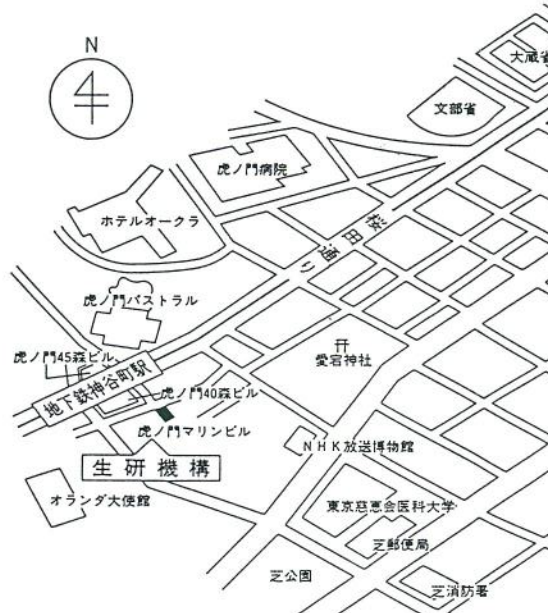 N
大蔵省
文部省
虎ノ門病院
ホテルオークラ
桜田通り
虎ノ門パストラル
愛宕神社
虎ノ門45森ビル
地下鉄神谷町駅
虎ノ門40森ビル
虎ノ門マリンビル
NHK放送博物館
生研機構
オランダ大使館
東京慈恵会医科大学
芝郵便局
芝公園
芝消防署